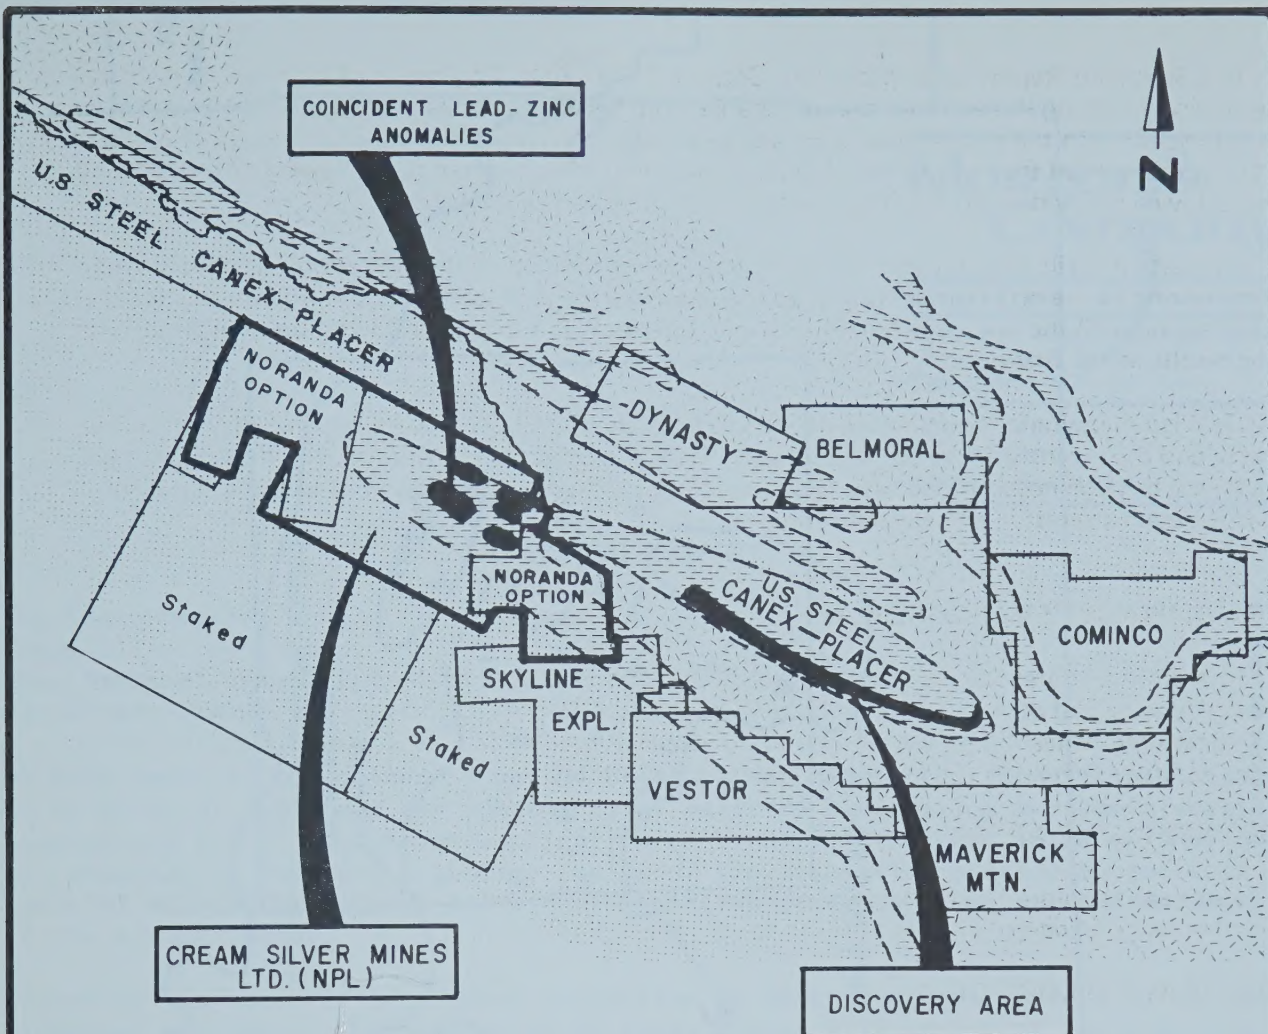 COINCIDENT LEAD-ZINC
ANOMALIES
N
U.S. STEEL CANEX-PLACER
NORANDA
OPTION
DYNASTY
BELMORAL
NORANDA
OPTION
U.S. STEEL
CANEX-PLACER
COMINCO
Staked
SKYLINE
EXPL.
Staked
VESTOR
MAVERICK
MTN.
CREAM SILVER MINES
LTD. (NPL)
DISCOVERY AREA